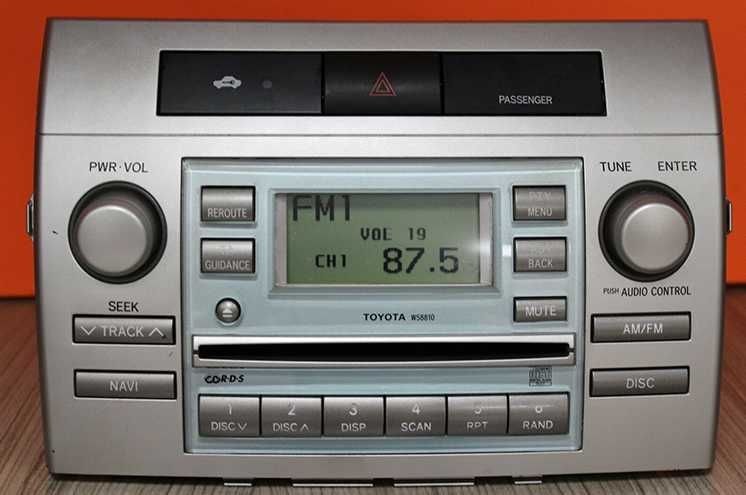 PASSENGER
PWR·VOL
TUNE ENTER
REROUTE
FM1
VOL 19
CH1 87.5
PTY
MENU
GUIDANCE
BACK
SEEK
TRACK
TOYOTA W58810
MUTE
PUSH AUDIO CONTROL
AM/FM
NAVI
R·D·S
DISC
1 2 3 4 5 6
DISC DISC DISP SCAN RPT RAND